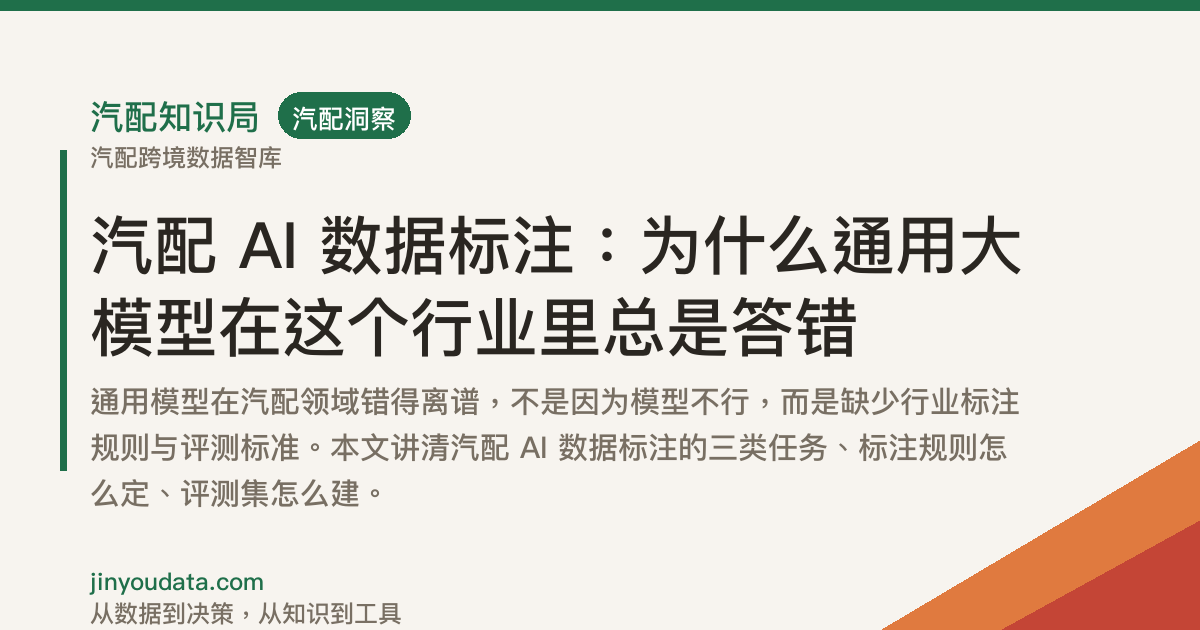 汽配知识局 汽配洞察
汽配跨境数据智库
汽配 AI 数据标注：为什么通用大
模型在这个行业里总是答错
通用模型在汽配领域错得离谱，不是因为模型不行，而是缺少行业标注
规则与评测标准。本文讲清汽配 AI 数据标注的三类任务、标注规则怎
么定、评测集怎么建。
jinyoudata.com
从数据到决策，从知识到工具